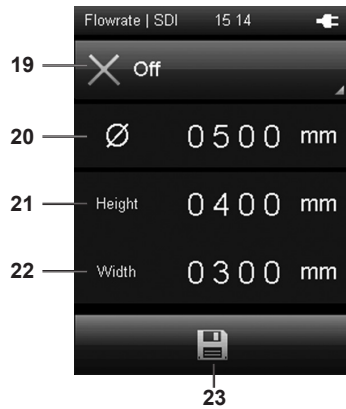 Flowrate | SDI 15 14
19 Off
20 Ø 0500 mm
21 Height 0400 mm
22 Width 0300 mm
23